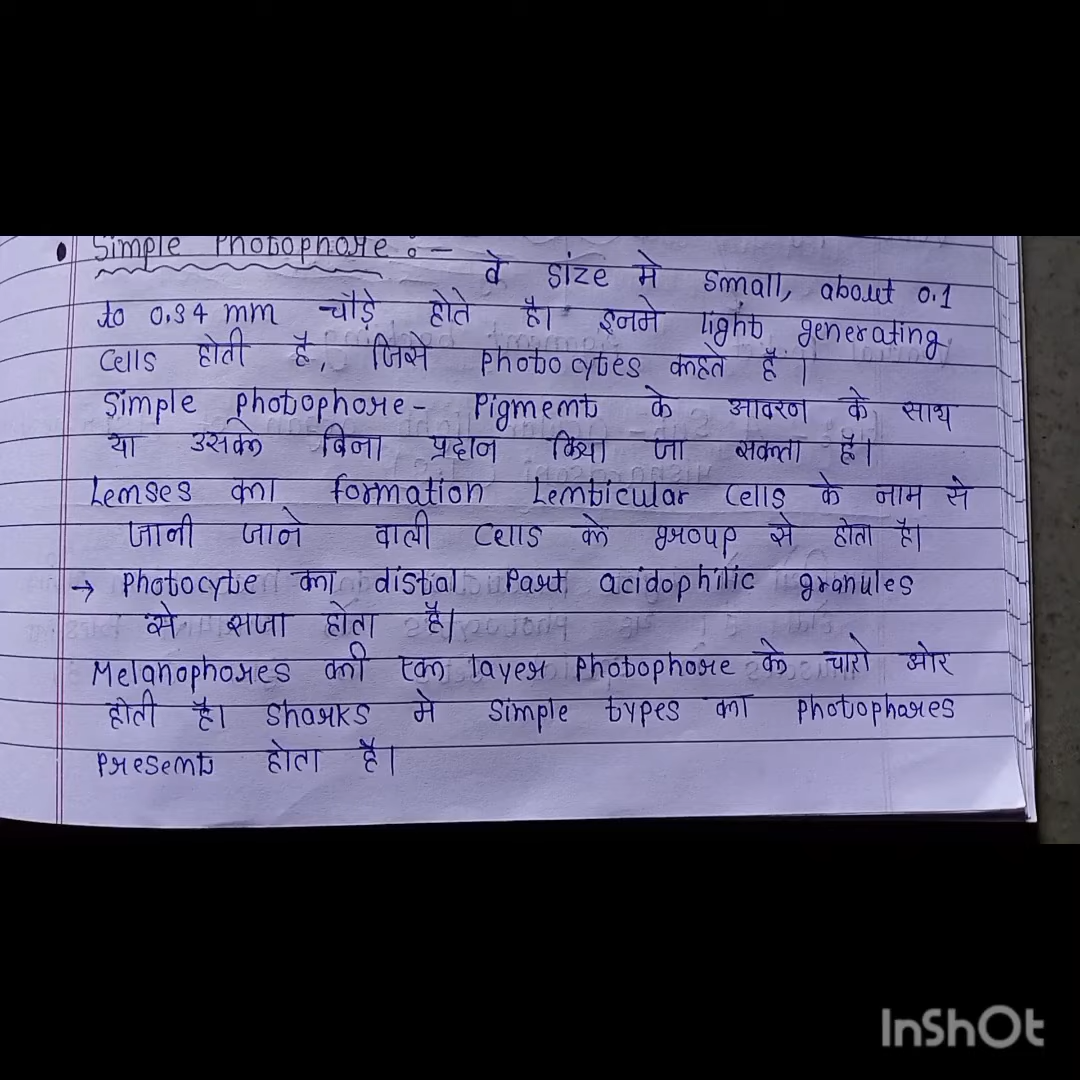 • Simple Photophore :-
वे size मे small, about 0.1
to 0.34 mm चौड़े होते है। इनमे light generating
cells होती है, जिसे photocytes कहते है।
Simple photophore - Pigment के आवरन के साथ
या उसके बिना प्रदान किया जा सकता है।
Lenses का formation Lenticular cells के नाम से
जानी जाने वाली cells के group से होता है।
→ Photocyte का distal Part acidophilic granules
से सजा होता है।
Melanophores की एक layer Photophore के चारो ओर
होती है। Sharks मे simple types का photophores
Present होता है।
InShOt